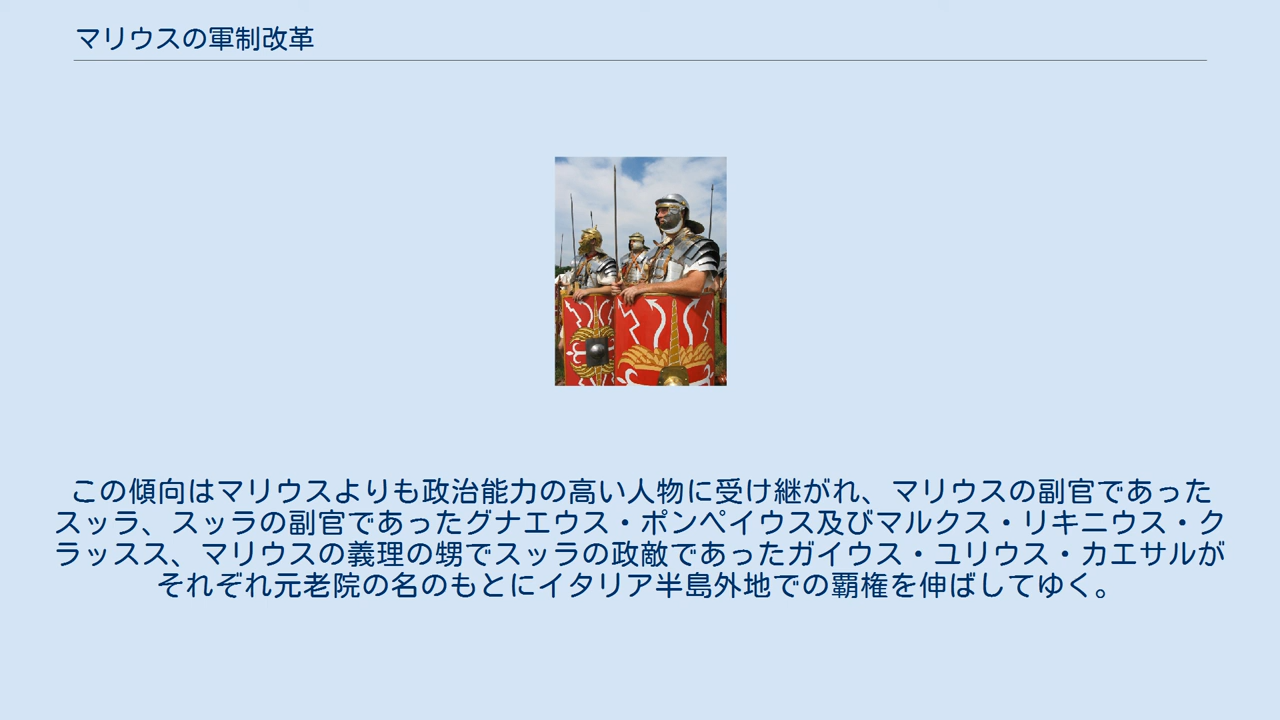 マリウスの軍制改革
この傾向はマリウスよりも政治能力の高い人物に受け継がれ、マリウスの副官であった
スッラ、スッラの副官であったグナエウス・ポンペイウス及びマルクス・リキニウス・ク
ラッスス、マリウスの義理の甥でスッラの政敵であったガイウス・ユリウス・カエサルが
それぞれ元老院の名のもとにイタリア半島外地での覇権を伸ばしてゆく。